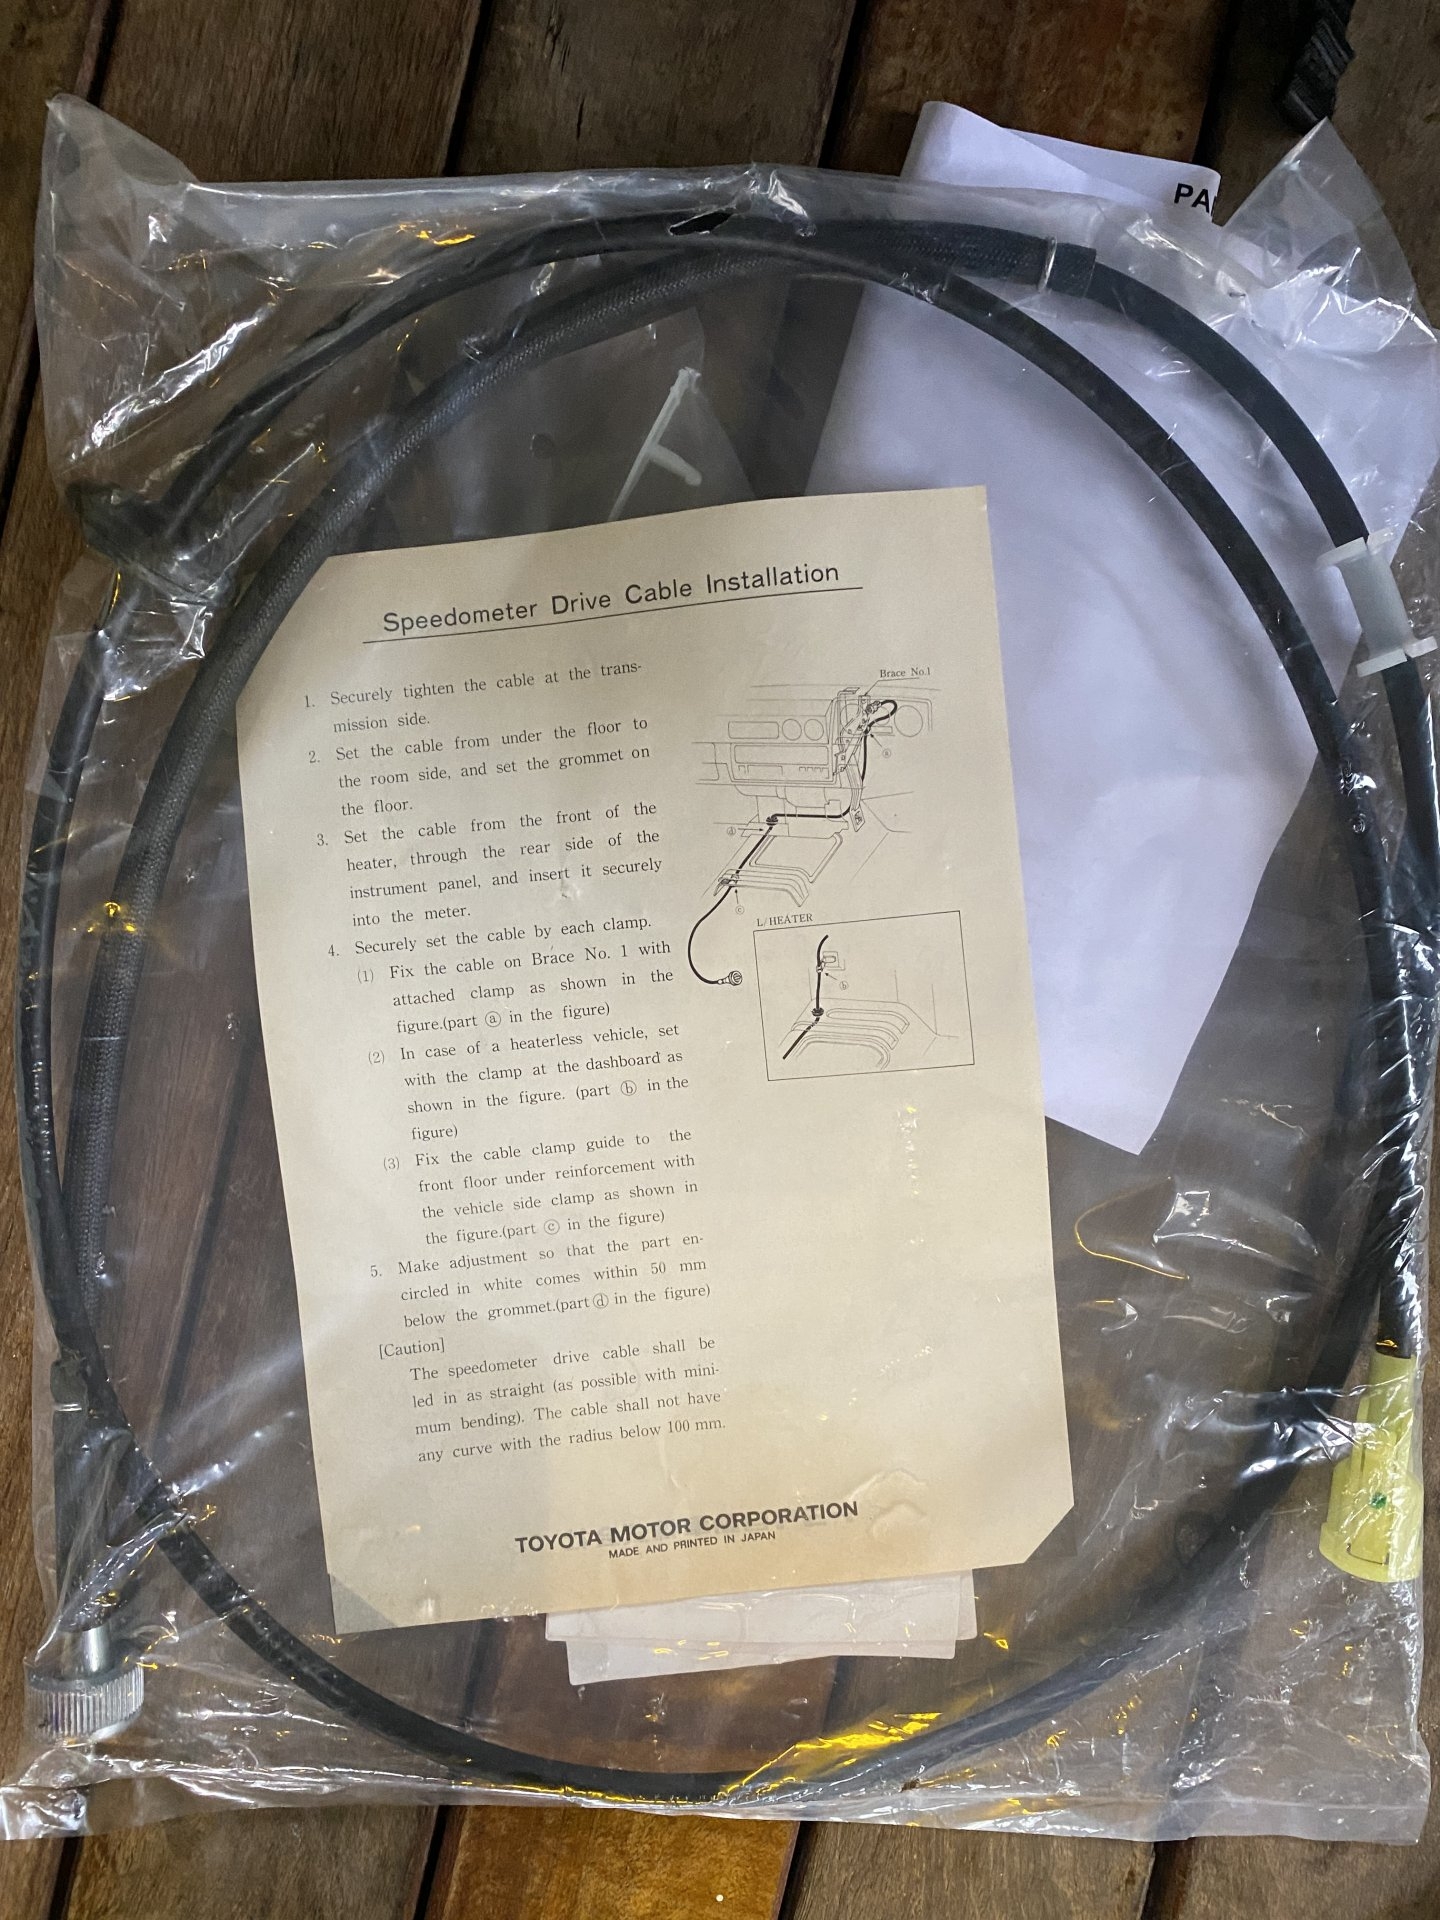 PA
Speedometer Drive Cable Installation
1. Securely tighten the cable at the trans-
mission side.
2. Set the cable from under the floor to
the room side, and set the grommet on
the floor.
3. Set the cable from the front of the
heater, through the rear side of the
instrument panel, and insert it securely
into the meter.
4. Securely set the cable by each clamp.
(1) Fix the cable on Brace No. 1 with
attached clamp as shown in the
figure.(part ⓐ in the figure)
(2) In case of a heaterless vehicle, set
with the clamp at the dashboard as
shown in the figure. (part ⓑ in the
figure)
(3) Fix the cable clamp guide to the
front floor under reinforcement with
the vehicle side clamp as shown in
the figure.(part ⓒ in the figure)
5. Make adjustment so that the part en-
circled in white comes within 50 mm
below the grommet.(part ⓓ in the figure)
[Caution]
The speedometer drive cable shall be
led in as straight (as possible with mini-
mum bending). The cable shall not have
any curve with the radius below 100 mm.
Brace No.1
ⓐ
ⓓ
ⓒ
L/HEATER
ⓑ
TOYOTA MOTOR CORPORATION
MADE AND PRINTED IN JAPAN